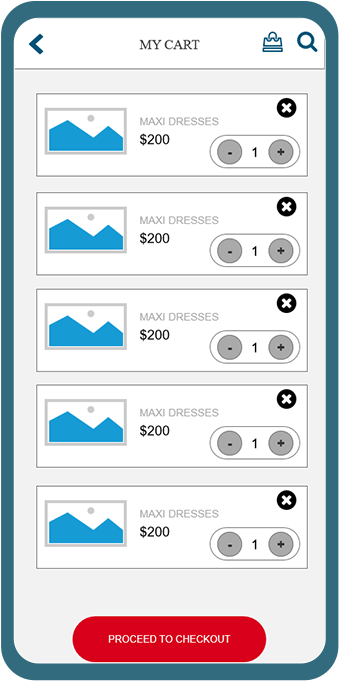 MY CART
MAXI DRESSES
$200
- 1 +
MAXI DRESSES
$200
- 1 +
MAXI DRESSES
$200
- 1 +
MAXI DRESSES
$200
- 1 +
MAXI DRESSES
$200
- 1 +
PROCEED TO CHECKOUT